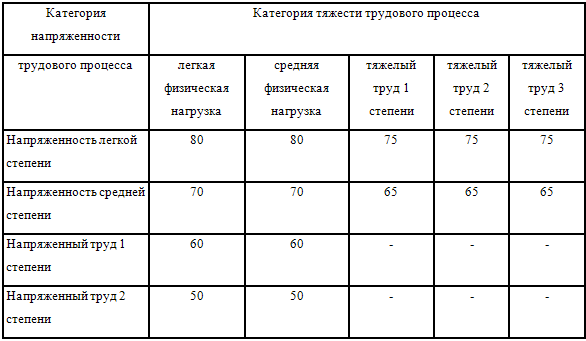 Категория Категория тяжести трудового процесса
напряженности
трудового процесса легкая средняя тяжелый тяжелый тяжелый
физическая физическая труд 1 труд 2 труд 3
нагрузка нагрузка степени степени степени
Напряженность легкой 80 80 75 75 75
степени
Напряженность средней 70 70 65 65 65
степени
Напряженный труд 1 60 60 - - -
степени
Напряженный труд 2 50 50 - - -
степени